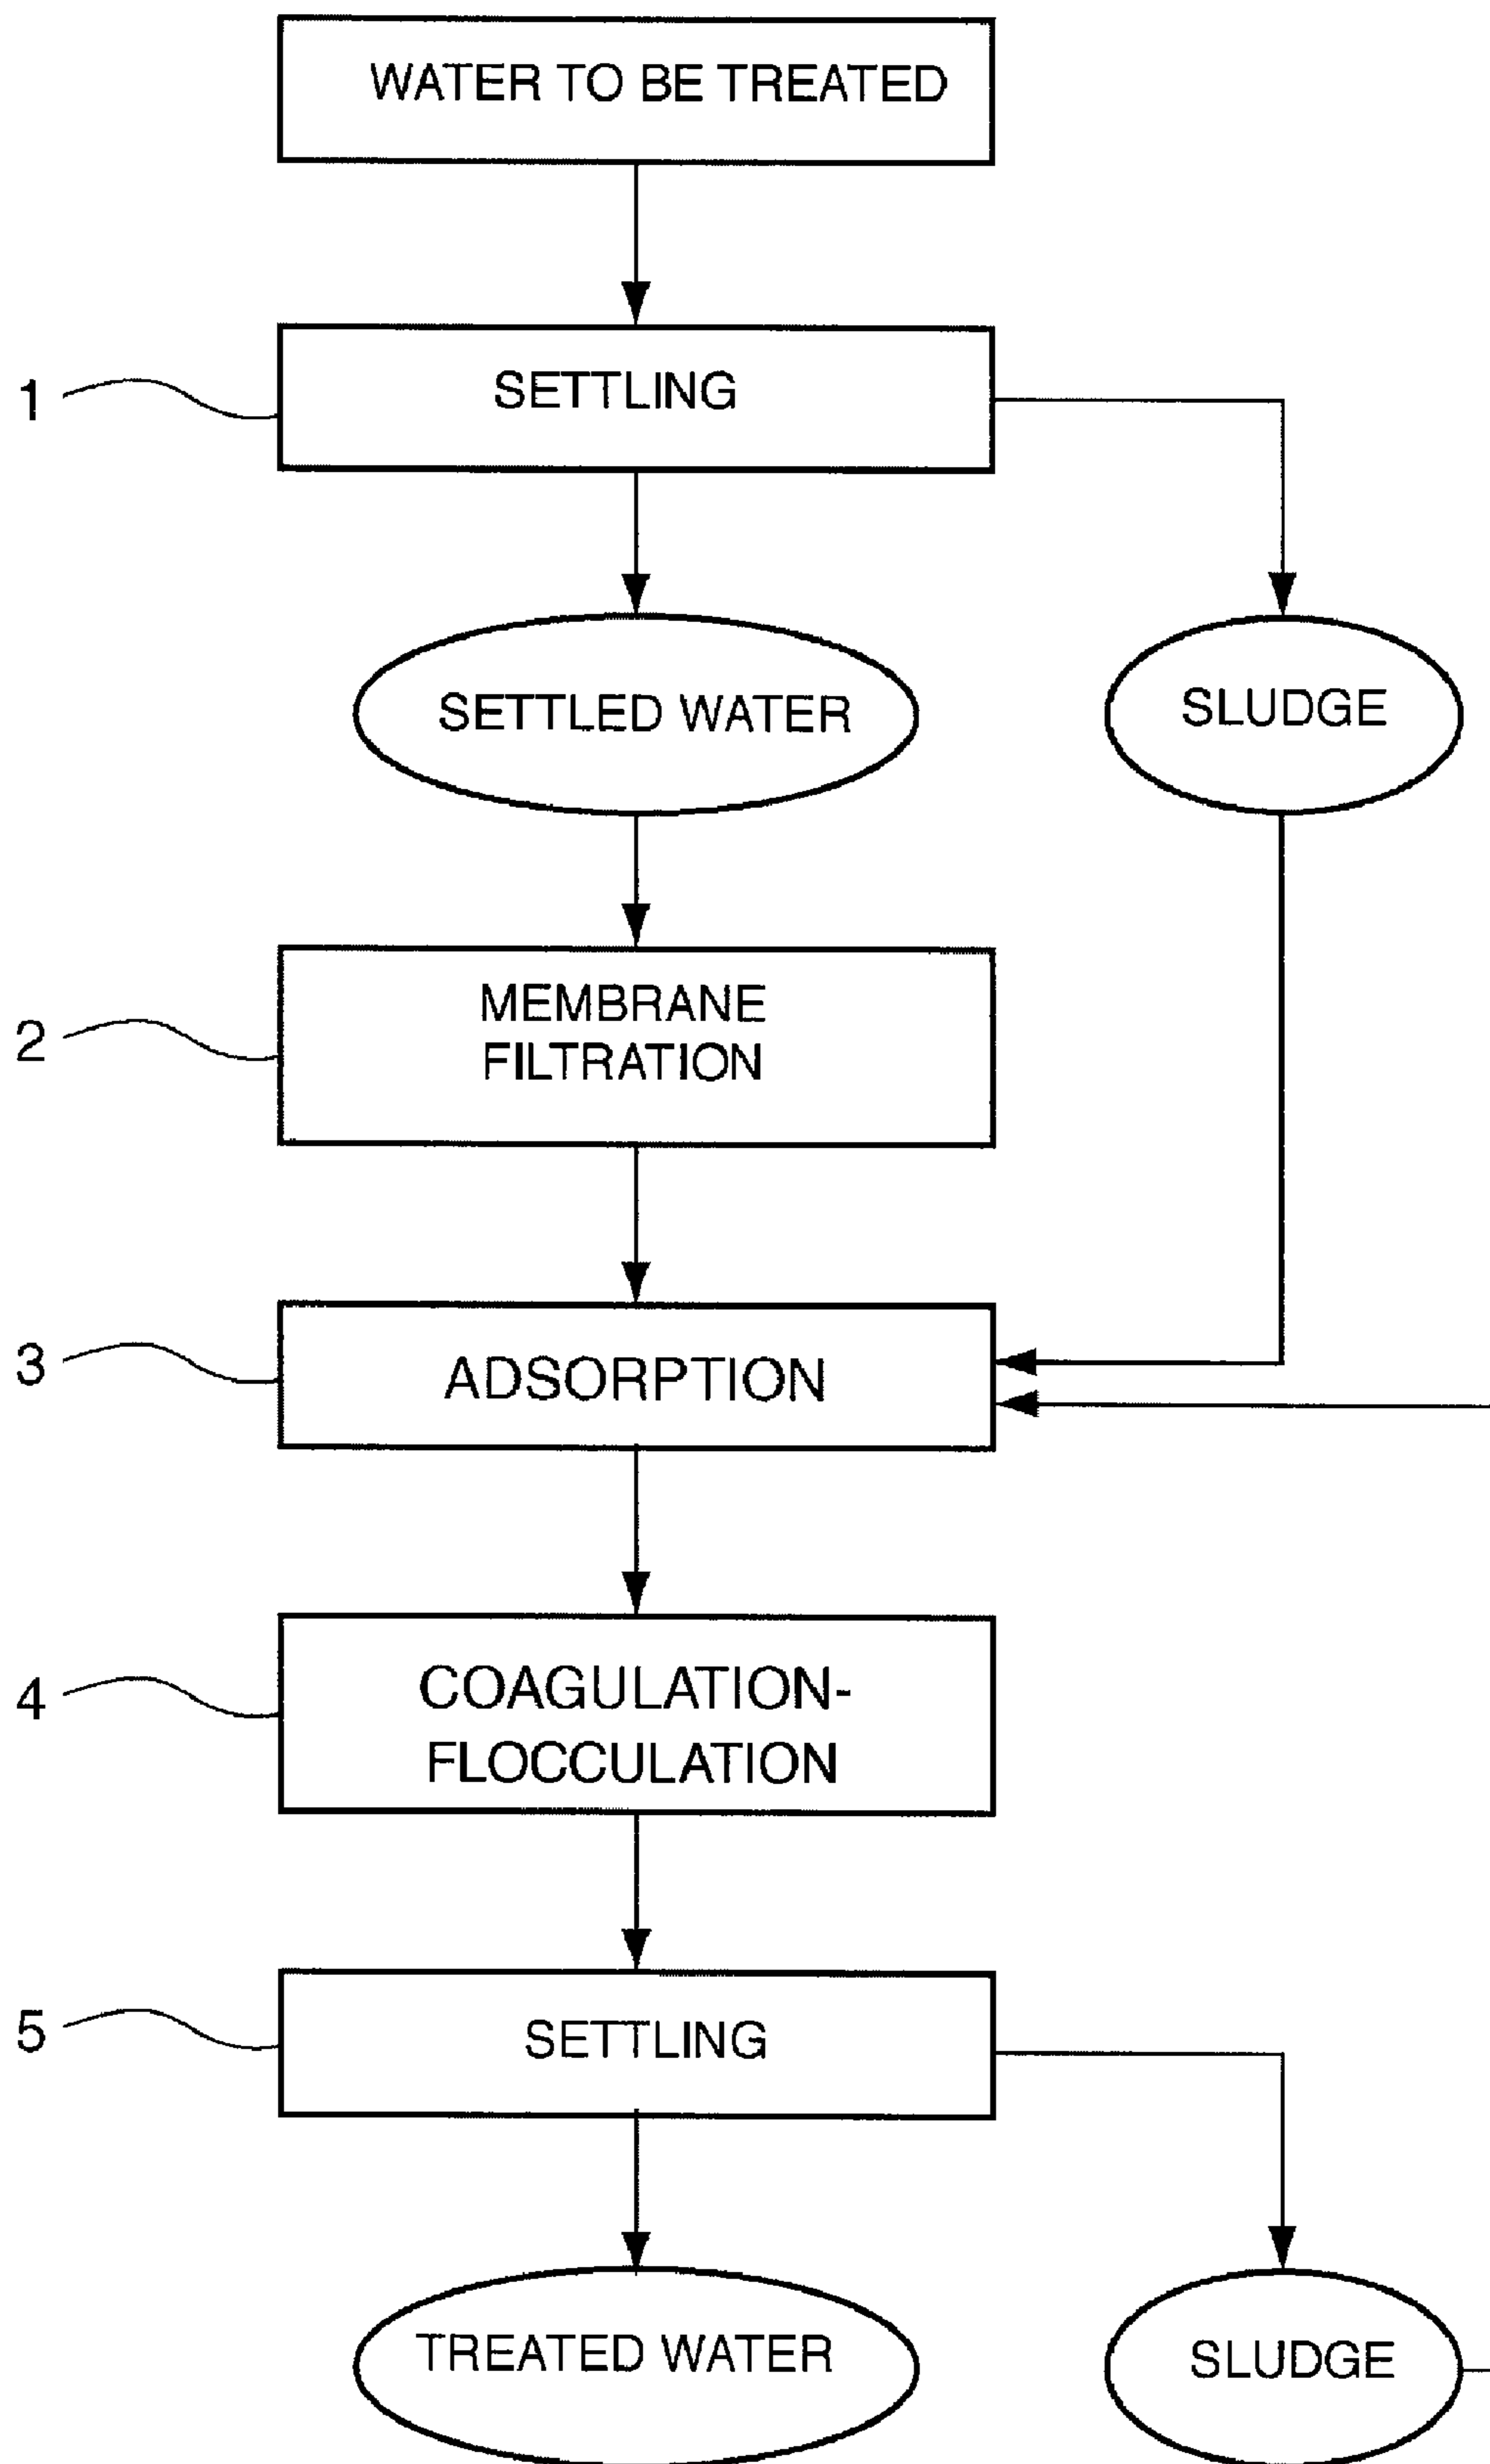 WATER TO BE TREATED
1
SETTLING
SETTLED WATER
SLUDGE
2
MEMBRANE
FILTRATION
3
ADSORPTION
4
COAGULATION-
FLOCCULATION
5
SETTLING
TREATED WATER
SLUDGE